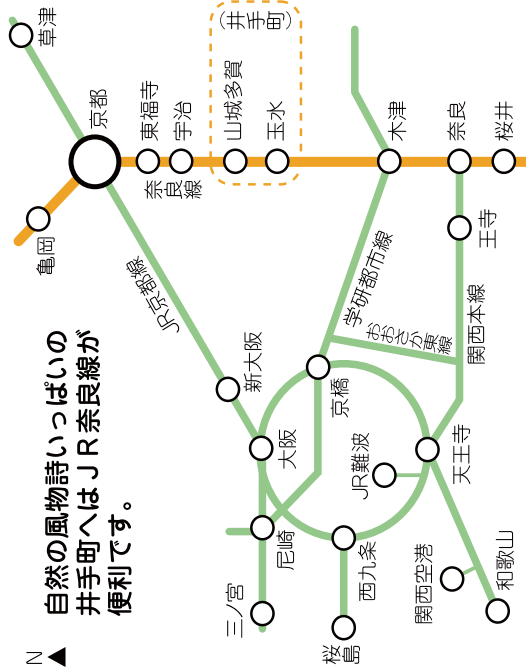 自然の風物詩いっぱいの
井手町へはＪＲ奈良線が
便利です。
N
草津
京都
亀岡
東福寺
宇治
奈良線
(井手町)
山城多賀
玉水
木津
奈良
桜井
王寺
JR京都線
学研都市線
おおさか東線
関西本線
新大阪
大阪
京橋
JR難波
天王寺
尼崎
西九条
三ノ宮
桜島
関西空港
和歌山